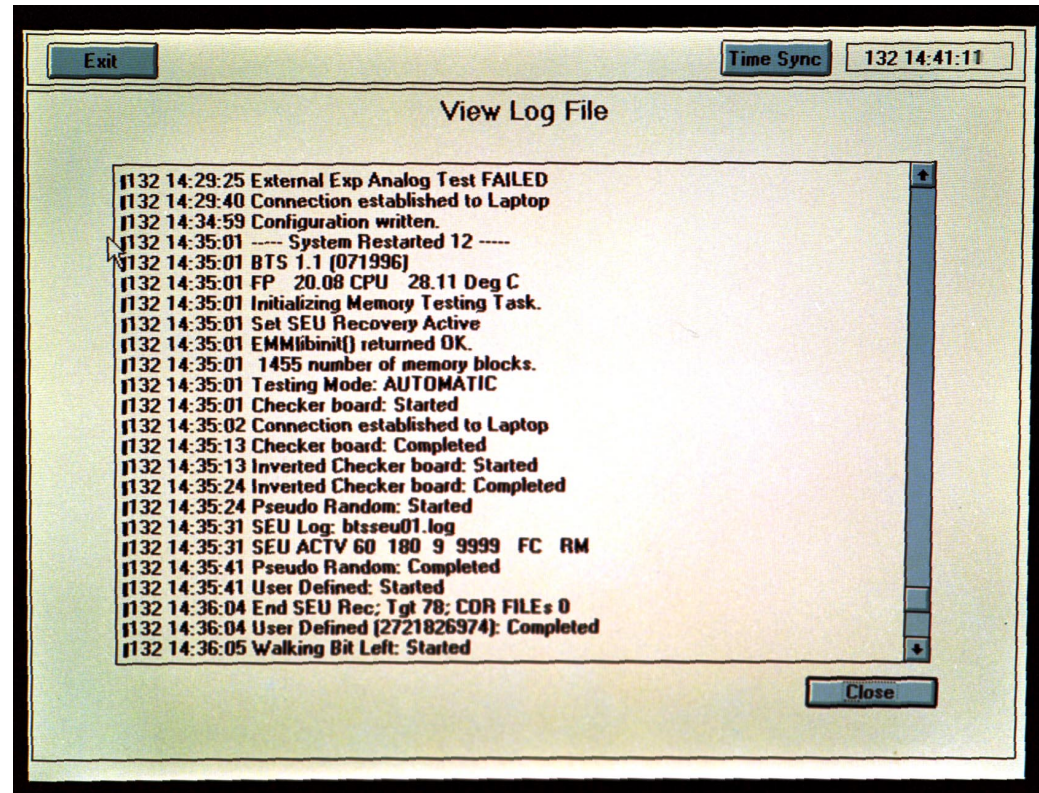 Exit
Time Sync
132 14:41:11
View Log File
132 14:29:25 External Exp Analog Test FAILED
132 14:29:40 Connection established to Laptop
132 14:34:59 Configuration written.
132 14:35:01 ----- System Restarted 12 -----
132 14:35:01 BTS 1.1 (071996)
132 14:35:01 FP 20.08 CPU 28.11 Deg C
132 14:35:01 Initializing Memory Testing Task.
132 14:35:01 Set SEU Recovery Active
132 14:35:01 EMMlibinit() returned OK.
132 14:35:01 1455 number of memory blocks.
132 14:35:01 Testing Mode: AUTOMATIC
132 14:35:01 Checker board: Started
132 14:35:02 Connection established to Laptop
132 14:35:13 Checker board: Completed
132 14:35:13 Inverted Checker board: Started
132 14:35:24 Inverted Checker board: Completed
132 14:35:24 Pseudo Random: Started
132 14:35:31 SEU Log: btsseu01.log
132 14:35:31 SEU ACTV 60 180 9 9999 FC RM
132 14:35:41 Pseudo Random: Completed
132 14:35:41 User Defined: Started
132 14:36:04 End SEU Rec; Tgt 78; COR FILEs 0
132 14:36:04 User Defined (2721826974): Completed
132 14:36:05 Walking Bit Left: Started
Close